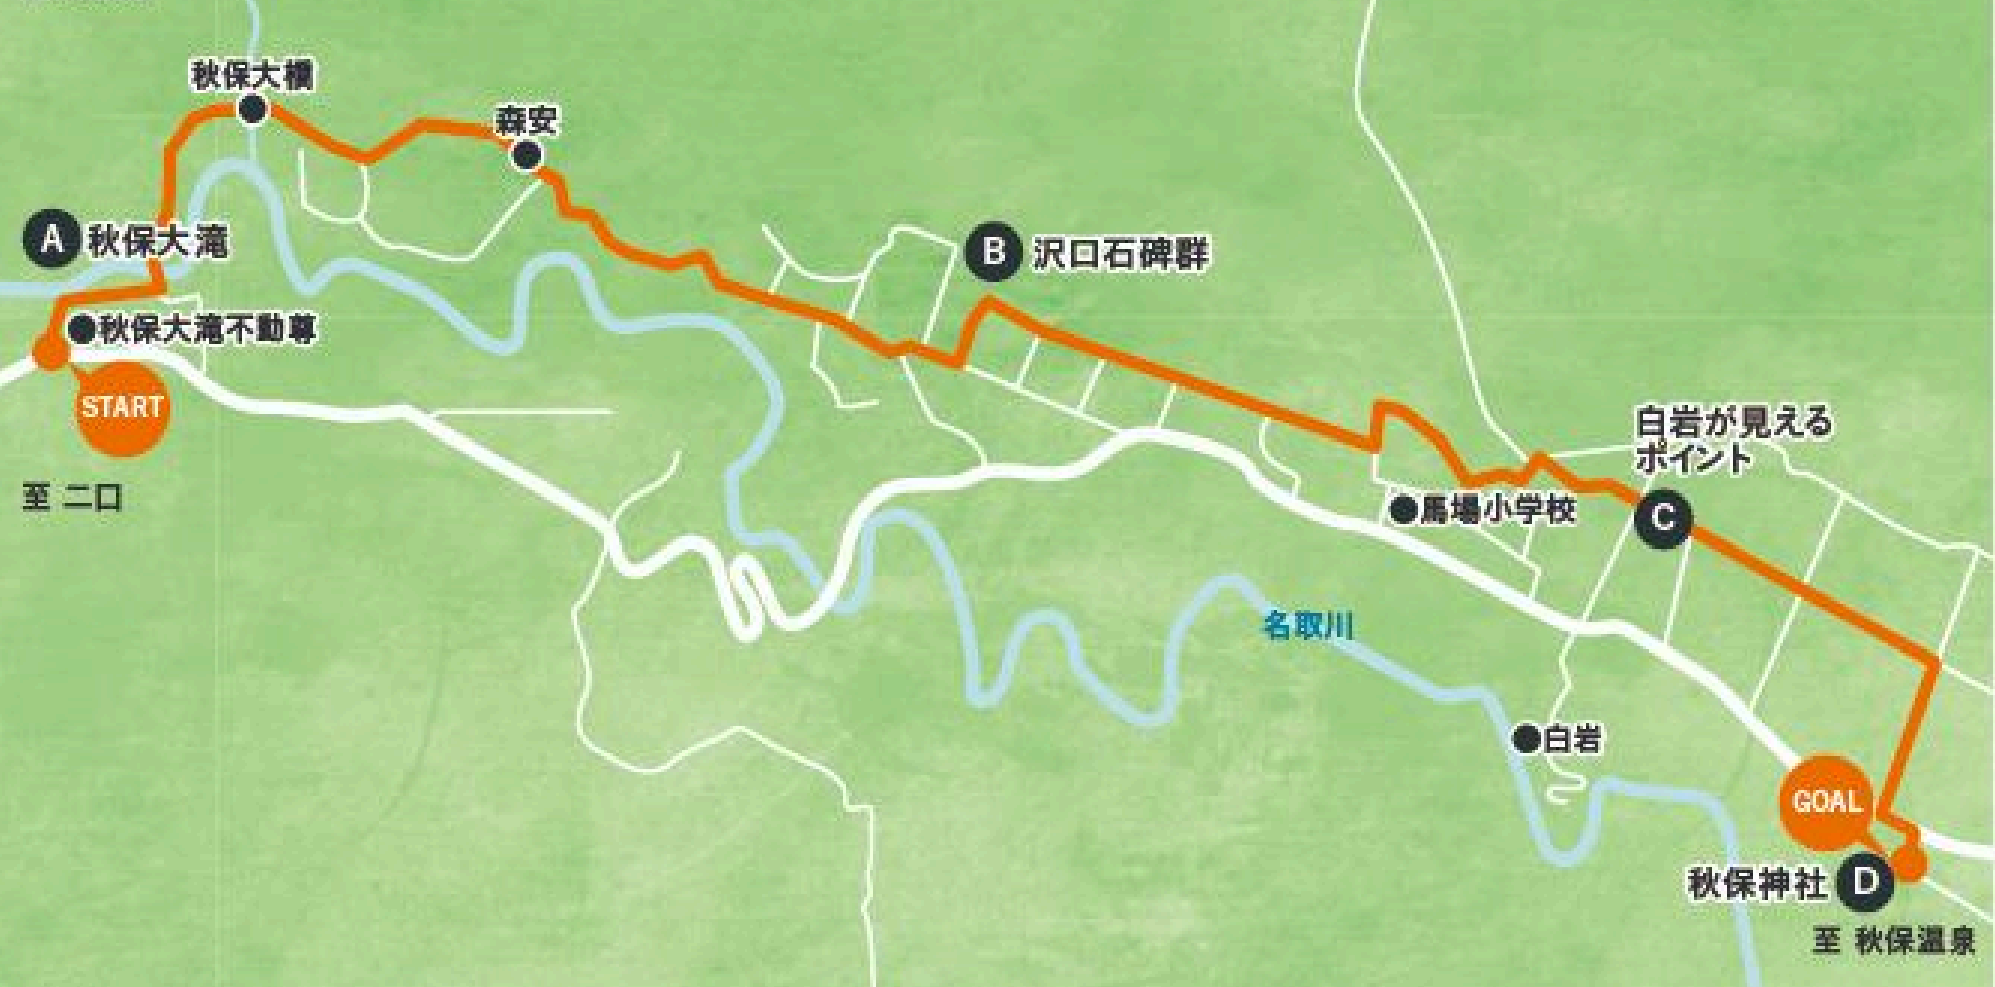 秋保大橋
森安
A 秋保大滝
B 沢口石碑群
秋保大滝不動尊
START
至 二口
白岩が見える
ポイント
C
馬場小学校
名取川
白岩
GOAL
秋保神社 D
至 秋保温泉